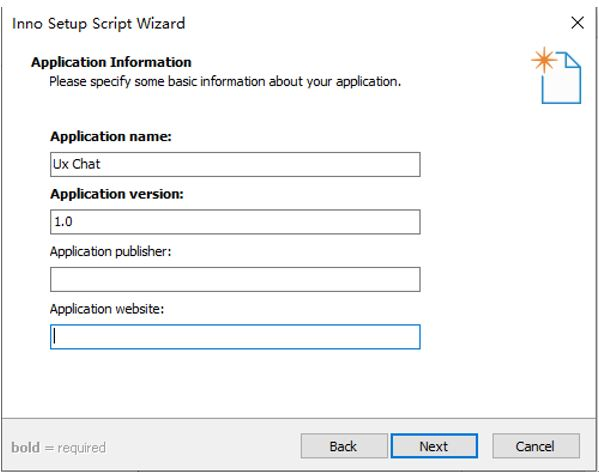 Inno Setup Script Wizard
Application Information
Please specify some basic information about your application.
Application name:
Ux Chat
Application version:
1.0
Application publisher:
Application website:
bold = required
Back
Next
Cancel